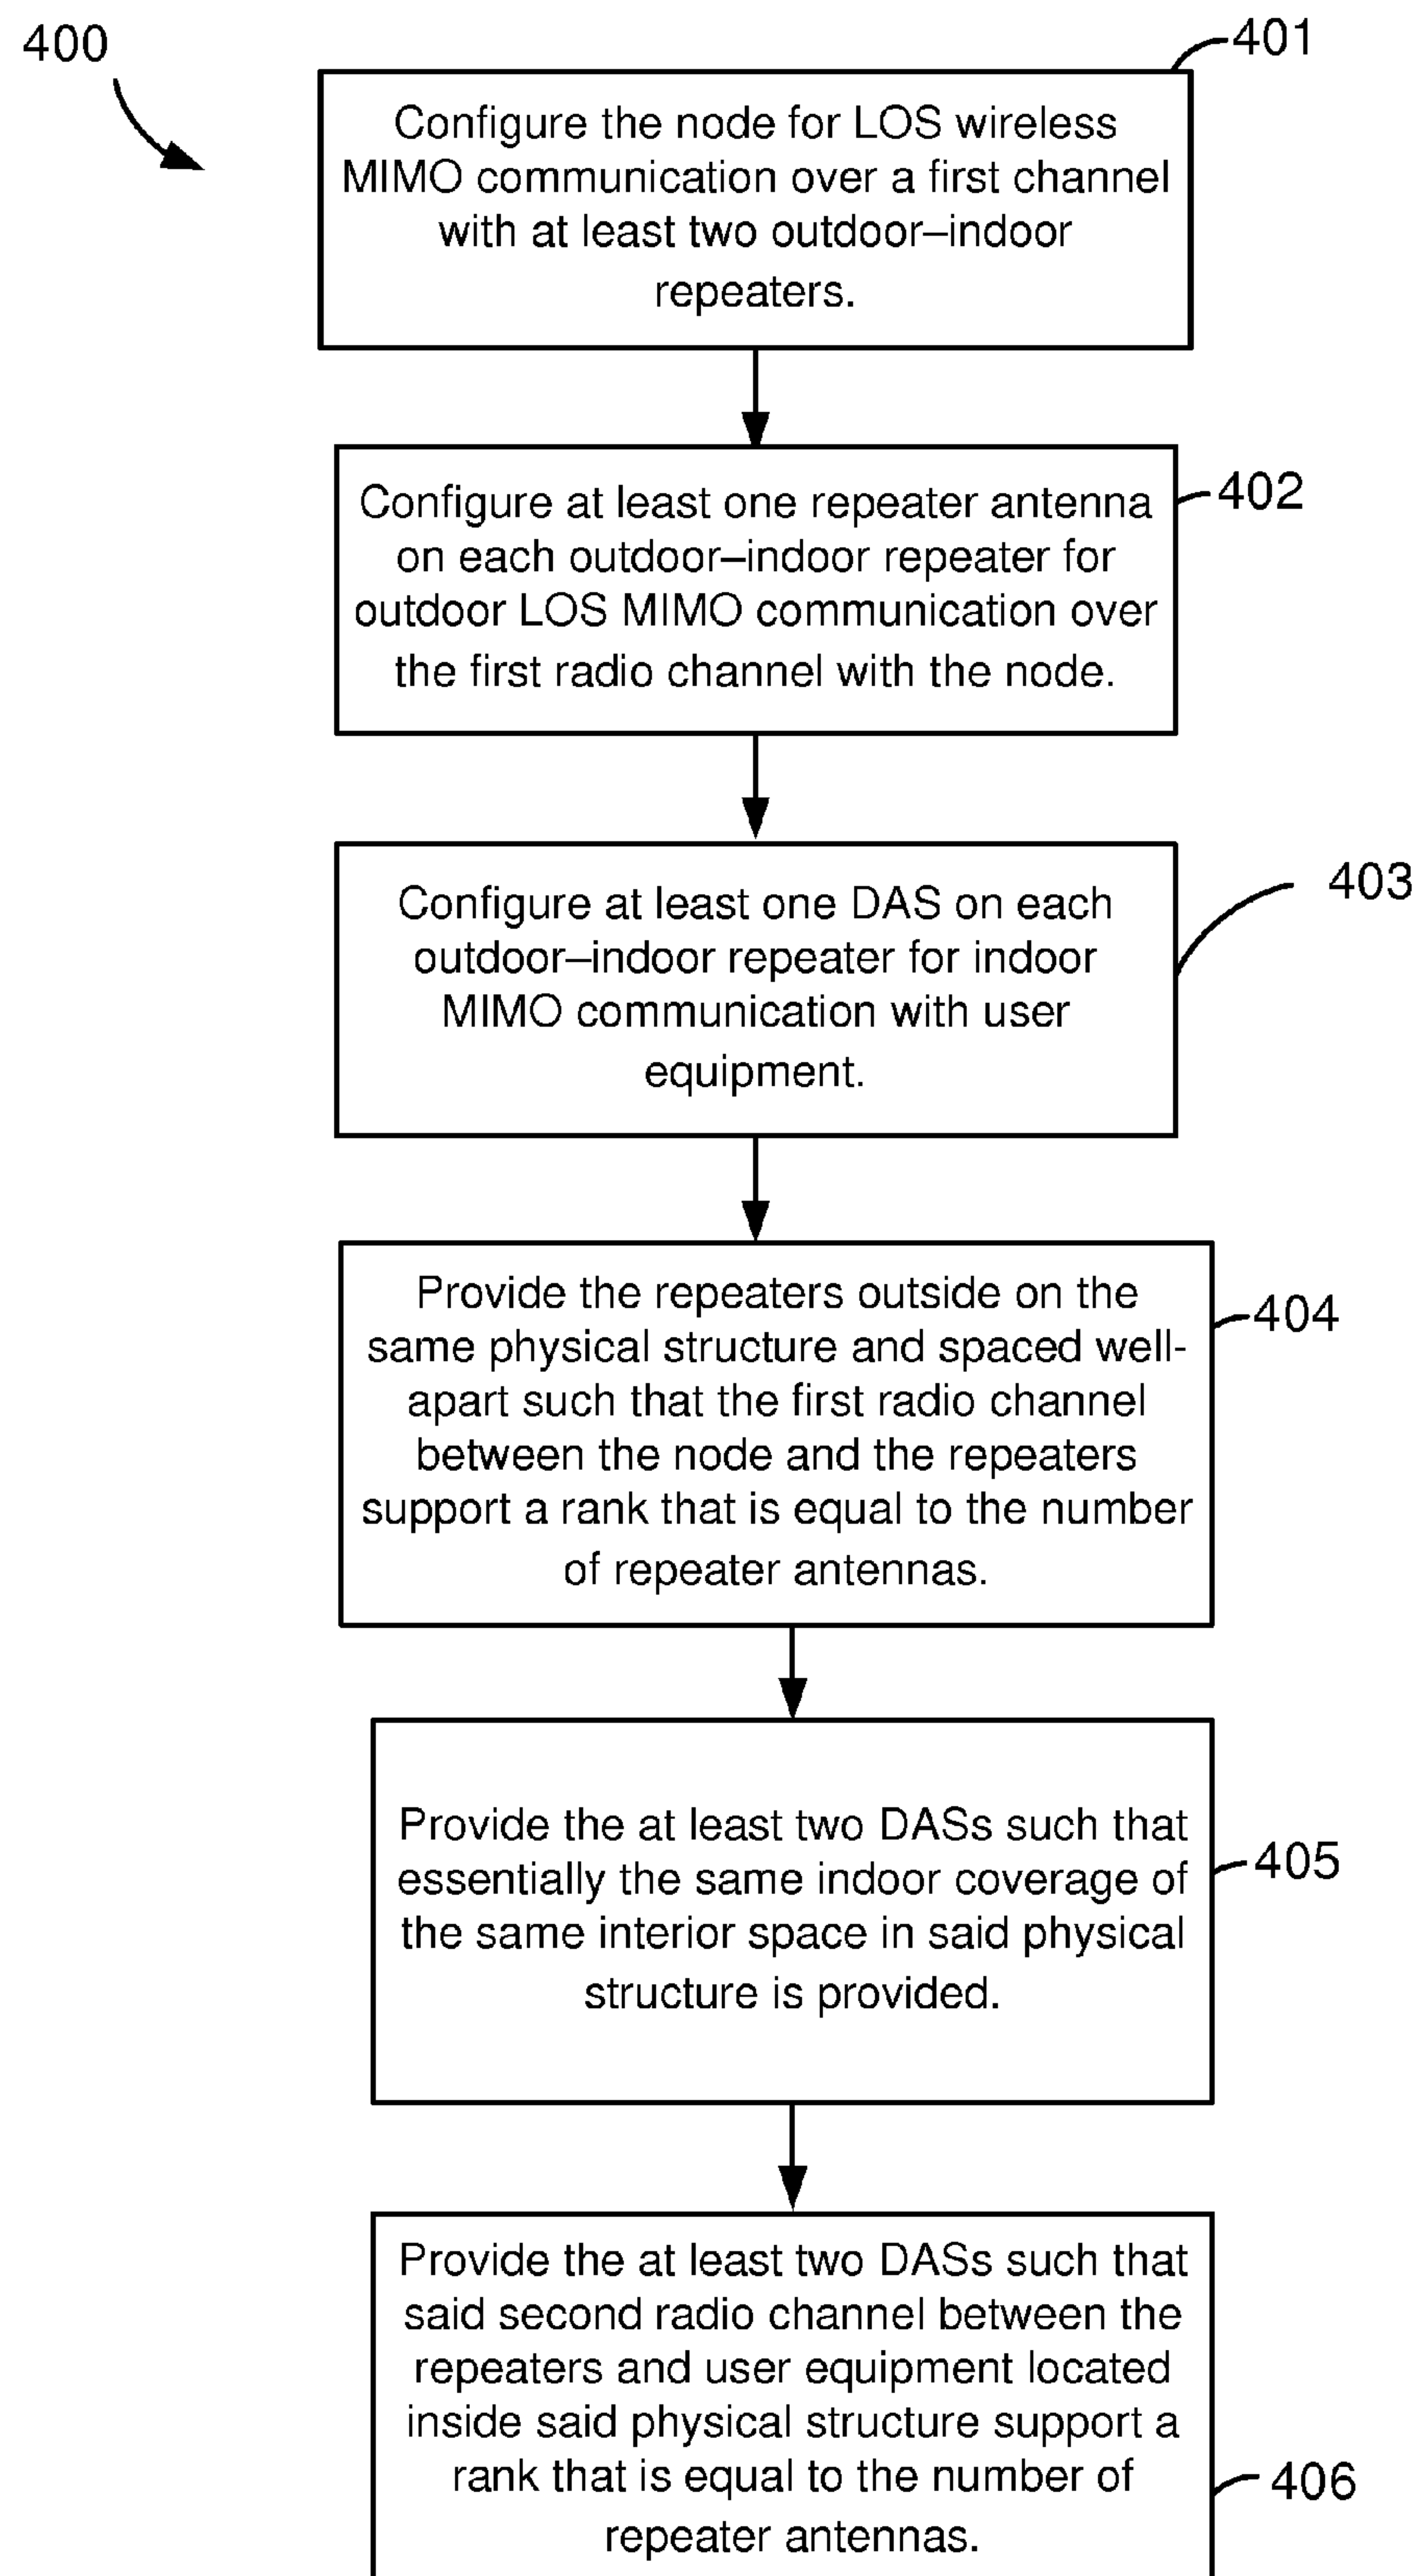 400
401
Configure the node for LOS wireless
MIMO communication over a first channel
with at least two outdoor–indoor
repeaters.
402
Configure at least one repeater antenna
on each outdoor–indoor repeater for
outdoor LOS MIMO communication over
the first radio channel with the node.
403
Configure at least one DAS on each
outdoor–indoor repeater for indoor
MIMO communication with user
equipment.
404
Provide the repeaters outside on the
same physical structure and spaced well-
apart such that the first radio channel
between the node and the repeaters
support a rank that is equal to the number
of repeater antennas.
405
Provide the at least two DASs such that
essentially the same indoor coverage of
the same interior space in said physical
structure is provided.
Provide the at least two DASs such that
said second radio channel between the
repeaters and user equipment located
inside said physical structure support a
rank that is equal to the number of
repeater antennas.
406